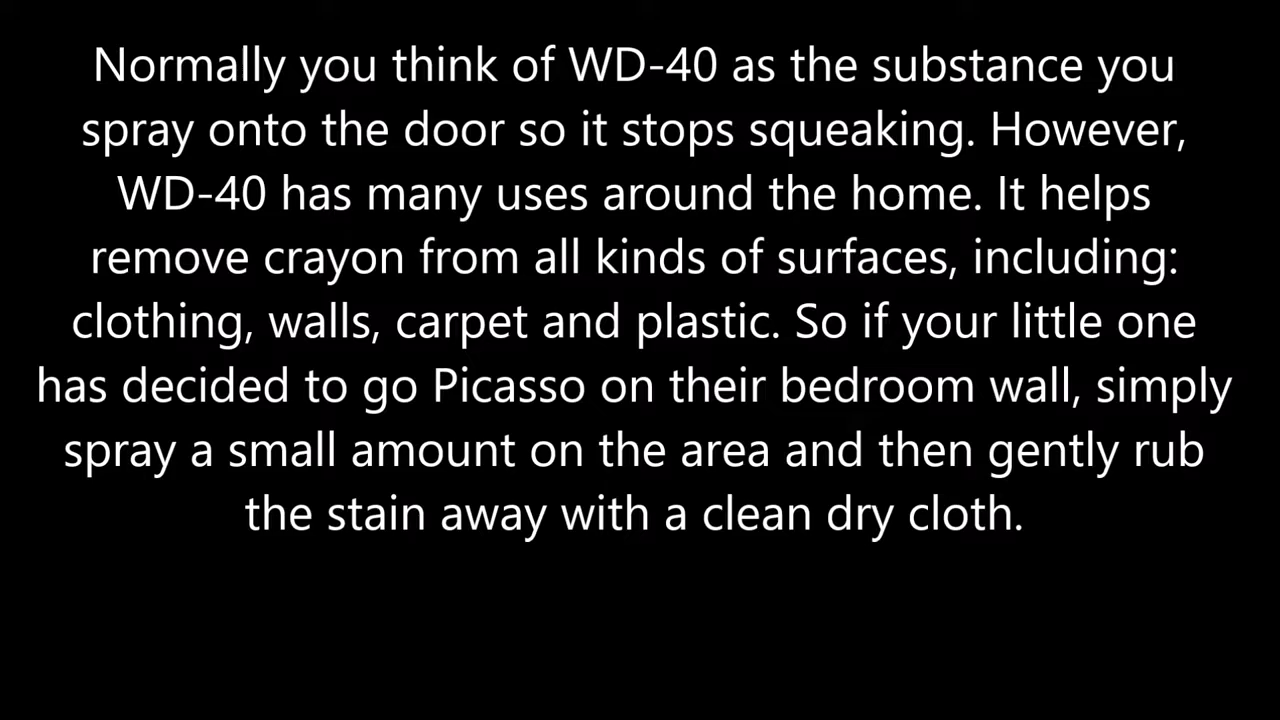 Normally you think of WD-40 as the substance you
spray onto the door so it stops squeaking. However,
WD-40 has many uses around the home. It helps
remove crayon from all kinds of surfaces, including:
clothing, walls, carpet and plastic. So if your little one
has decided to go Picasso on their bedroom wall, simply
spray a small amount on the area and then gently rub
the stain away with a clean dry cloth.